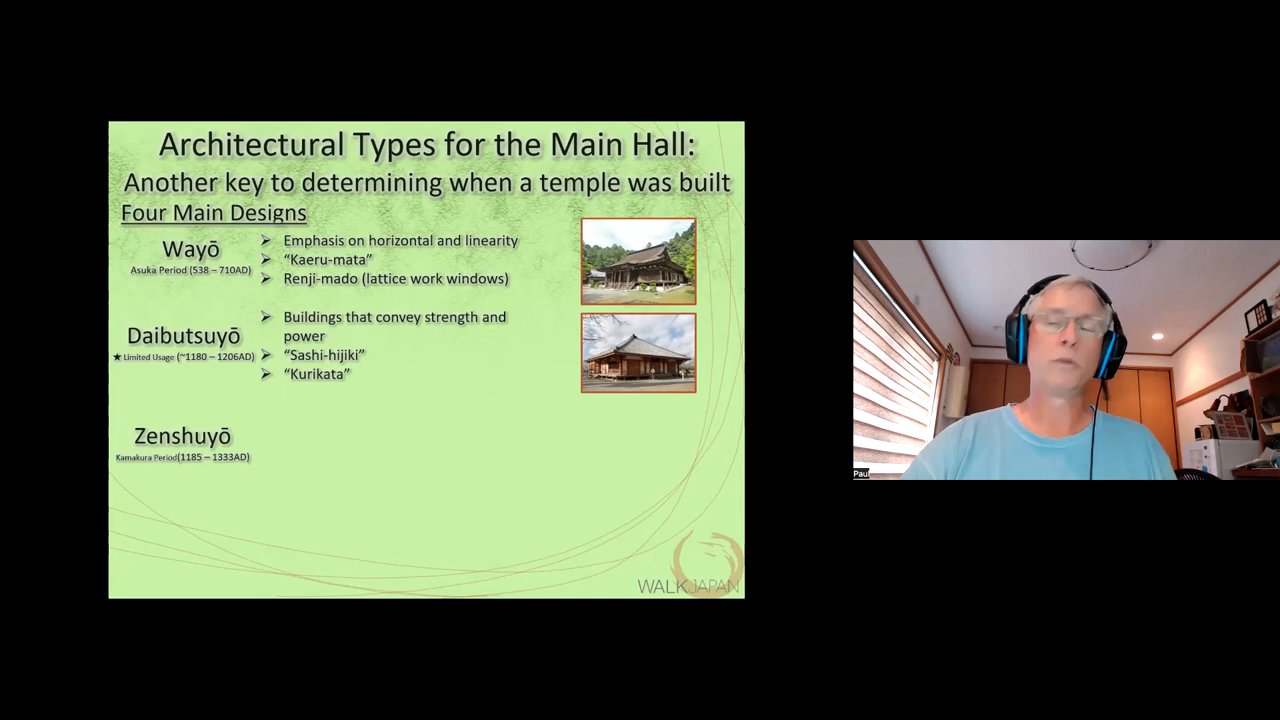 Architectural Types for the Main Hall:
Another key to determining when a temple was built
Four Main Designs
Wayō
Asuka Period (538 – 710AD)
➢ Emphasis on horizontal and linearity
➢ “Kaeru-mata”
➢ Renji-mado (lattice work windows)
Daibutsuyō
★ Limited Usage (~1180 – 1206AD)
➢ Buildings that convey strength and
power
➢ “Sashi-hijiki”
➢ “Kurikata”
Zenshuyō
Kamakura Period(1185 – 1333AD)
WALK JAPAN
Paul